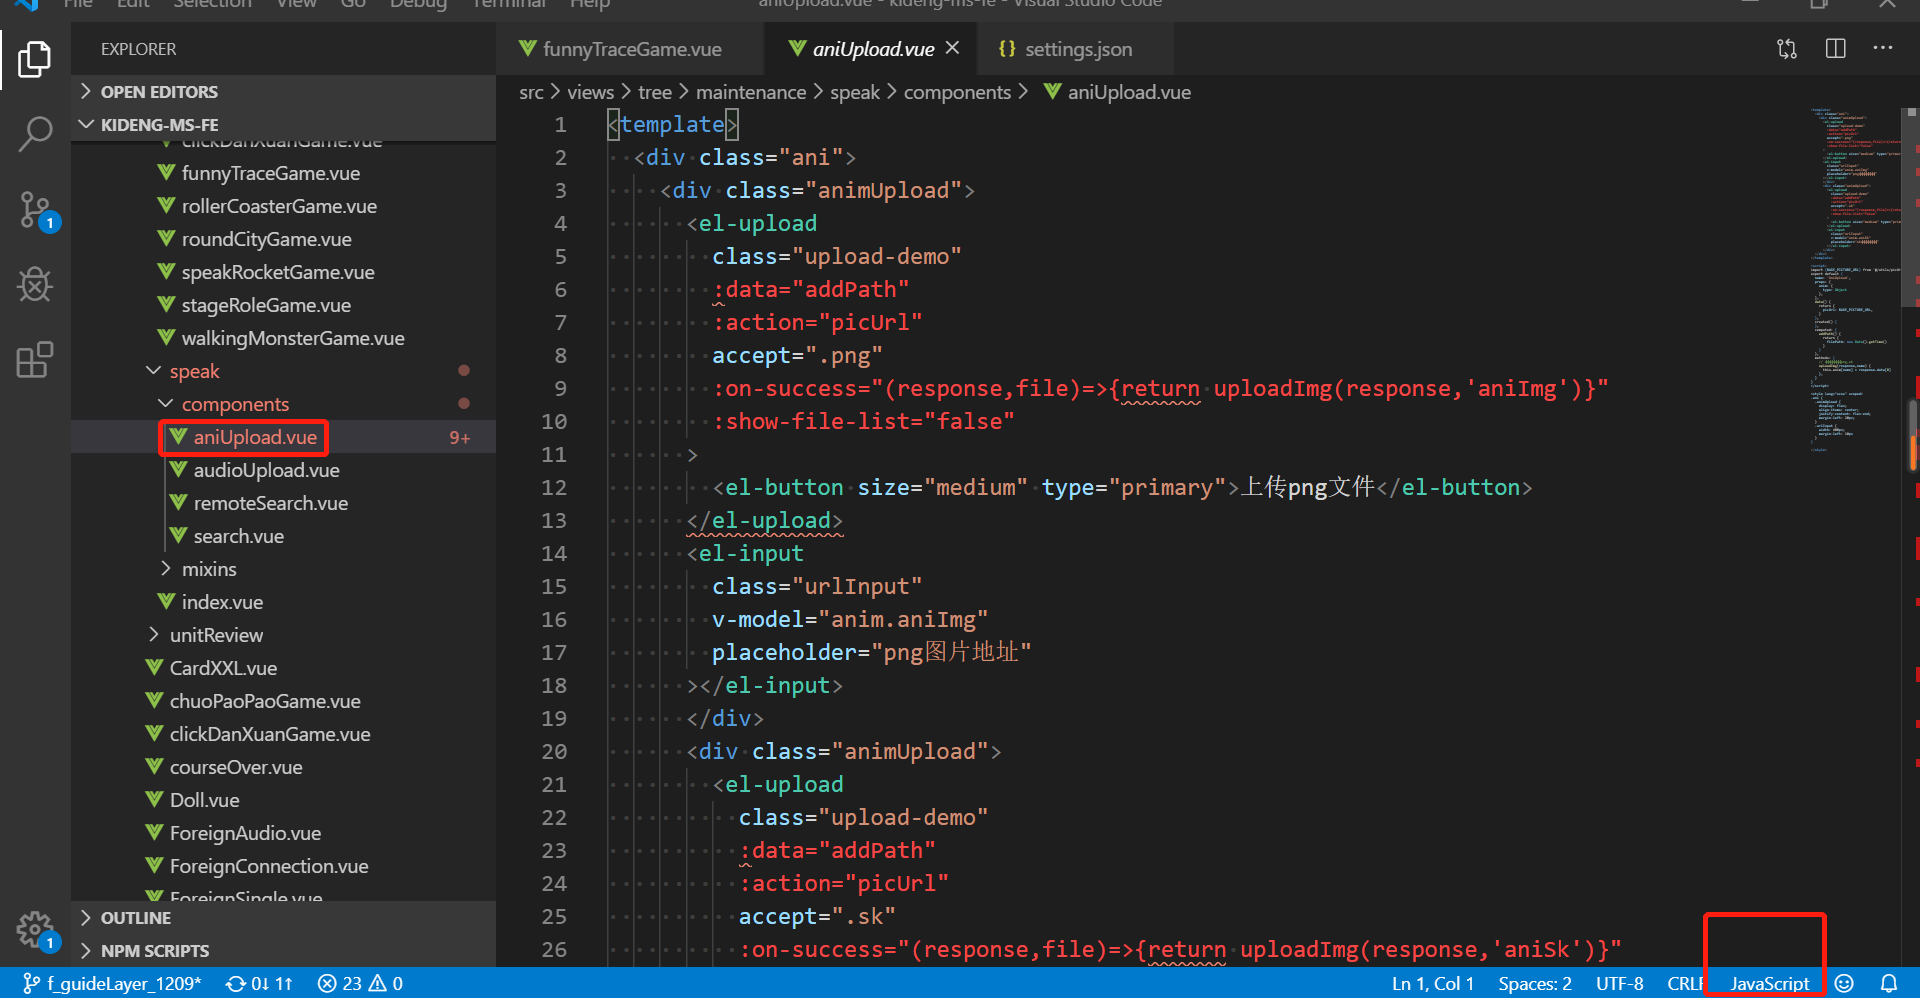 File Edit Selection View Go Debug Terminal Help
aniUpload.vue - kideng-ms-fe - Visual Studio Code
EXPLORER
OPEN EDITORS
KIDENG-MS-FE
clickDanXuanGame.vue
funnyTraceGame.vue
rollerCoasterGame.vue
roundCityGame.vue
speakRocketGame.vue
stageRoleGame.vue
walkingMonsterGame.vue
speak
components
aniUpload.vue 9+
audioUpload.vue
remoteSearch.vue
search.vue
mixins
index.vue
unitReview
CardXXL.vue
chuoPaoPaoGame.vue
clickDanXuanGame.vue
courseOver.vue
Doll.vue
ForeignAudio.vue
ForeignConnection.vue
ForeignSingle.vue
OUTLINE
NPM SCRIPTS
1
1
funnyTraceGame.vue
aniUpload.vue
{} settings.json
src > views > tree > maintenance > speak > components > aniUpload.vue
1 <template>
2 <div class="ani">
3 <div class="animUpload">
4 <el-upload
5 class="upload-demo"
6 :data="addPath"
7 :action="picUrl"
8 accept=".png"
9 :on-success="(response,file)=>{return uploadImg(response,'aniImg')}"
10 :show-file-list="false"
11 >
12 <el-button size="medium" type="primary">上传png文件</el-button>
13 </el-upload>
14 <el-input
15 class="urlInput"
16 v-model="anim.aniImg"
17 placeholder="png图片地址"
18 ></el-input>
19 </div>
20 <div class="animUpload">
21 <el-upload
22 class="upload-demo"
23 :data="addPath"
24 :action="picUrl"
25 accept=".sk"
26 :on-success="(response,file)=>{return uploadImg(response,'aniSk')}"
f_guideLayer_1209* 0↓ 1↑ 23 0
Ln 1, Col 1 Spaces: 2 UTF-8 CRLF JavaScript